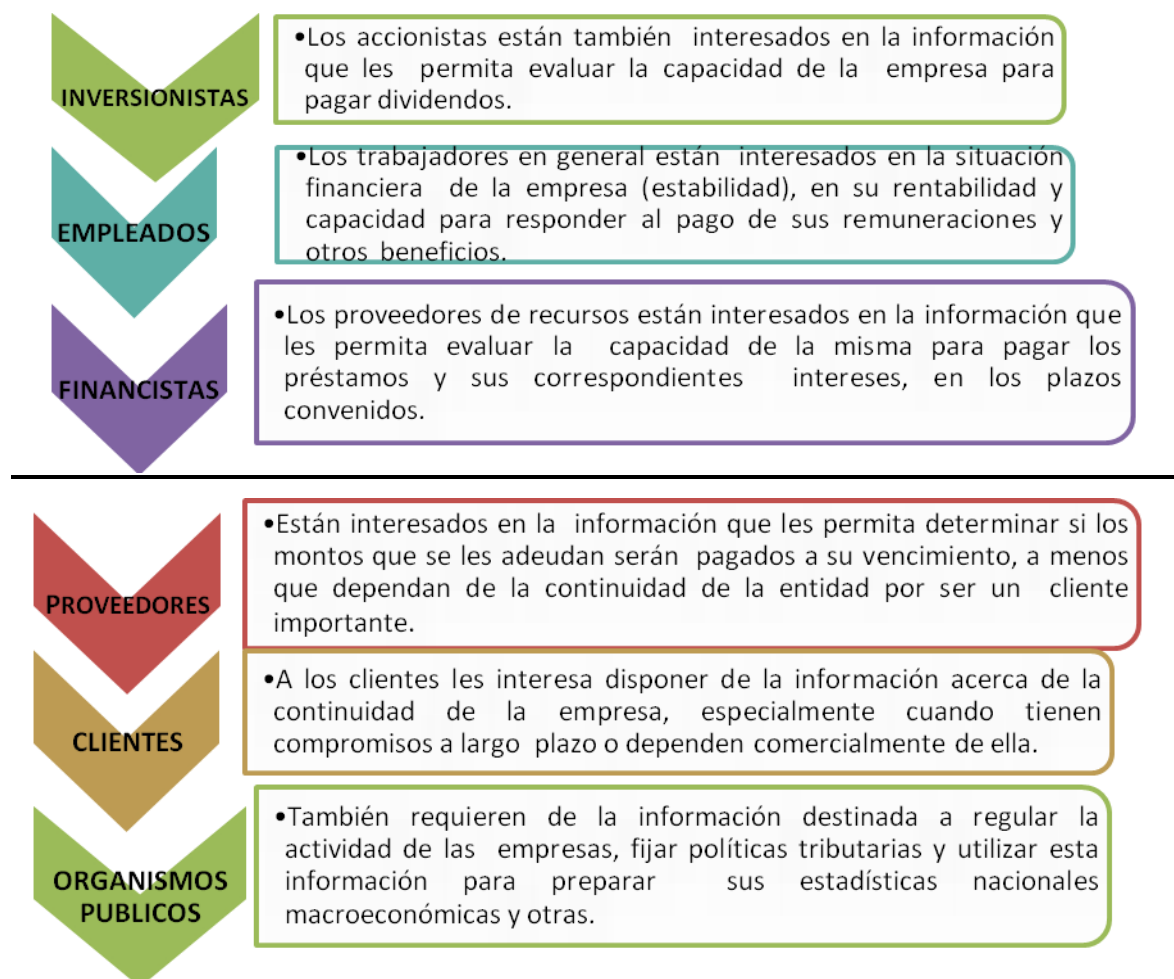 INVERSIONISTAS
•Los accionistas están también interesados en la información
que les permita evaluar la capacidad de la empresa para
pagar dividendos.
EMPLEADOS
•Los trabajadores en general están interesados en la situación
financiera de la empresa (estabilidad), en su rentabilidad y
capacidad para responder al pago de sus remuneraciones y
otros beneficios.
FINANCISTAS
•Los proveedores de recursos están interesados en la información que
les permita evaluar la capacidad de la misma para pagar los
préstamos y sus correspondientes intereses, en los plazos
convenidos.
PROVEEDORES
•Están interesados en la información que les permita determinar si los
montos que se les adeudan serán pagados a su vencimiento, a menos
que dependan de la continuidad de la entidad por ser un cliente
importante.
CLIENTES
•A los clientes les interesa disponer de la información acerca de la
continuidad de la empresa, especialmente cuando tienen
compromisos a largo plazo o dependen comercialmente de ella.
ORGANISMOS
PUBLICOS
•También requieren de la información destinada a regular la
actividad de las empresas, fijar políticas tributarias y utilizar esta
información para preparar sus estadísticas nacionales
macroeconómicas y otras.